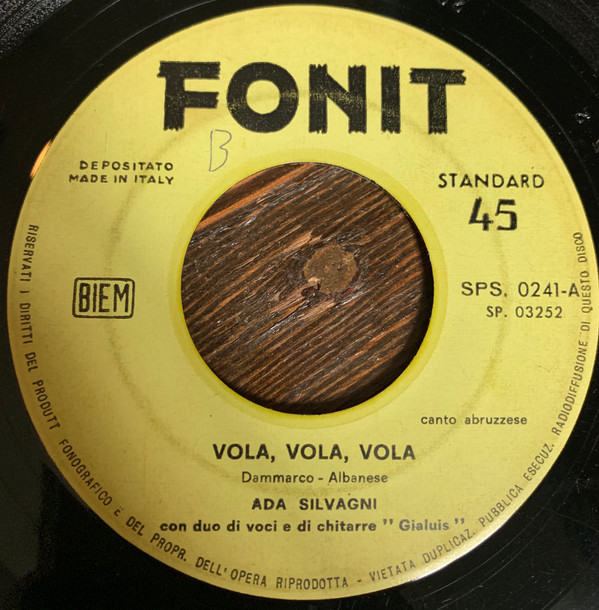 FONIT
B
DEPOSITATO
MADE IN ITALY
STANDARD
45
BIEM
SPS. 0241-A
SP. 03252
canto abruzzese
VOLA, VOLA, VOLA
Dammarco - Albanese
ADA SILVAGNI
con duo di voci e di chitarre " Gialuis "
RISERVATI I DIRITTI DEL PRODUTT FONOGRAFICO E DEL PROPR. DELL'OPERA RIPRODOTTA - VIETATA DUPLICAZ. PUBBLICA ESECUZ. RADIODIFFUSIONE DI QUESTO DISCO